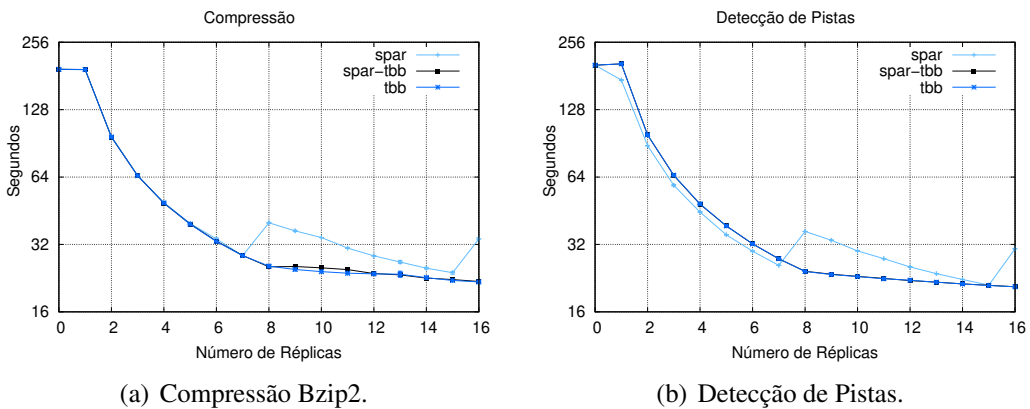 Compressão
256
128
64
32
16
0 2 4 6 8 10 12 14 16
Segundos
Número de Réplicas
spar
spar-tbb
tbb
(a) Compressão Bzip2.
Detecção de Pistas
256
128
64
32
16
0 2 4 6 8 10 12 14 16
Segundos
Número de Réplicas
spar
spar-tbb
tbb
(b) Detecção de Pistas.